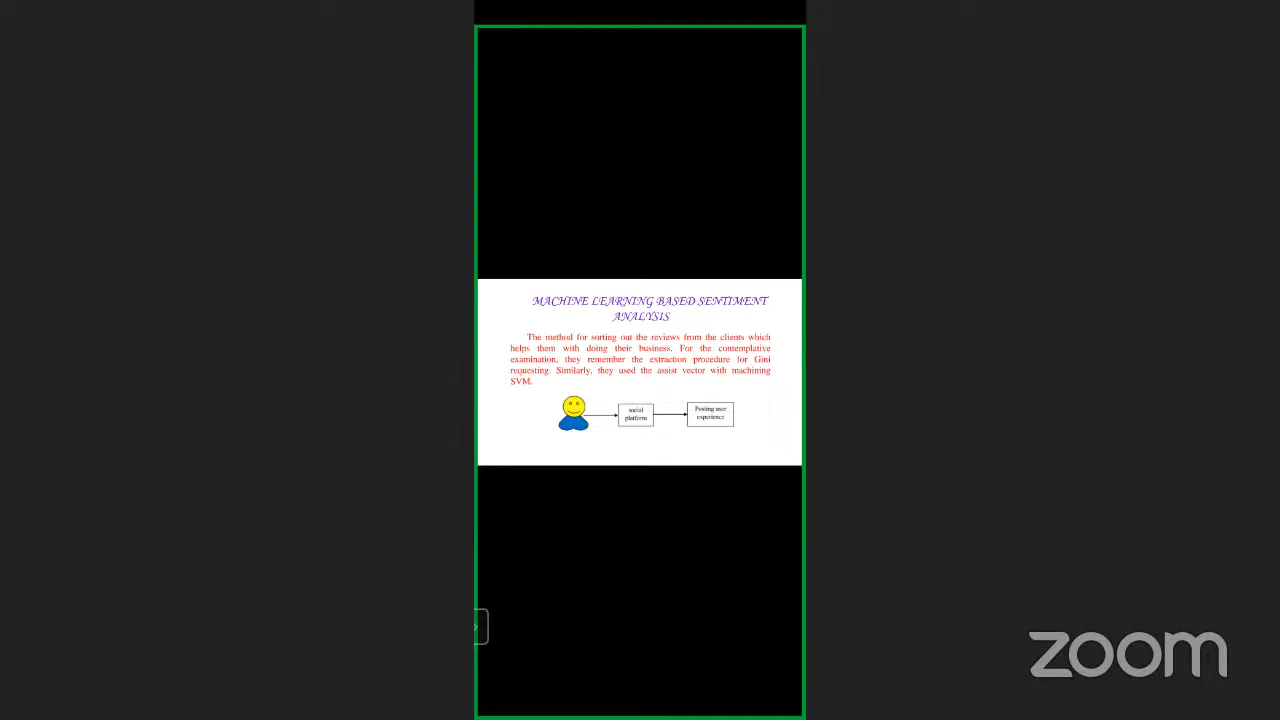 MACHINE LEARNING BASED SENTIMENT
ANALYSIS
The method for sorting out the reviews from the clients which
helps them with doing their business. For the contemplative
examination, they remember the extraction procedure for Gini
requesting. Similarly, they used the assist vector with machining
SVM.
social
platform
Posting user
experience
zoom